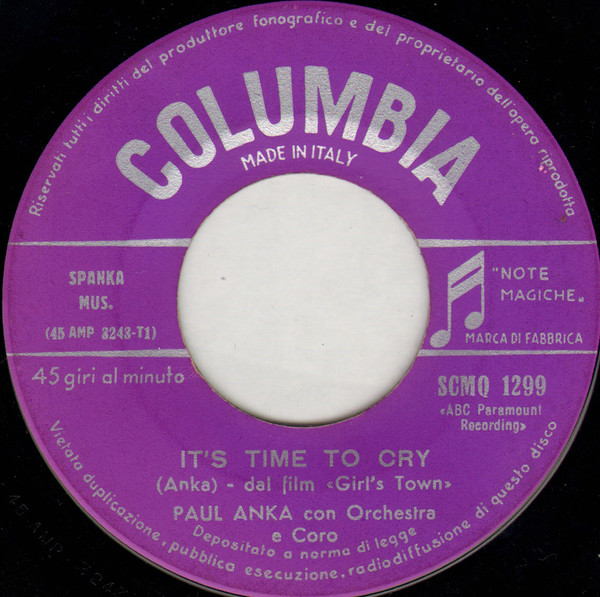 Riservati tutti i diritti del produttore fonografico e del proprietario dell'opera riprodotta
COLUMBIA
MADE IN ITALY
SPANKA
MUS.
(45 AMP 3243-T1)
"NOTE
MAGICHE„
MARCA DI FABBRICA
45 giri al minuto
SCMQ 1299
«ABC Paramount
Recording»
IT'S TIME TO CRY
(Anka) - dal film «Girl's Town»
PAUL ANKA con Orchestra
e Coro
Depositato a norma di legge
Vietata duplicazione, pubblica esecuzione, radiodiffusione di questo disco